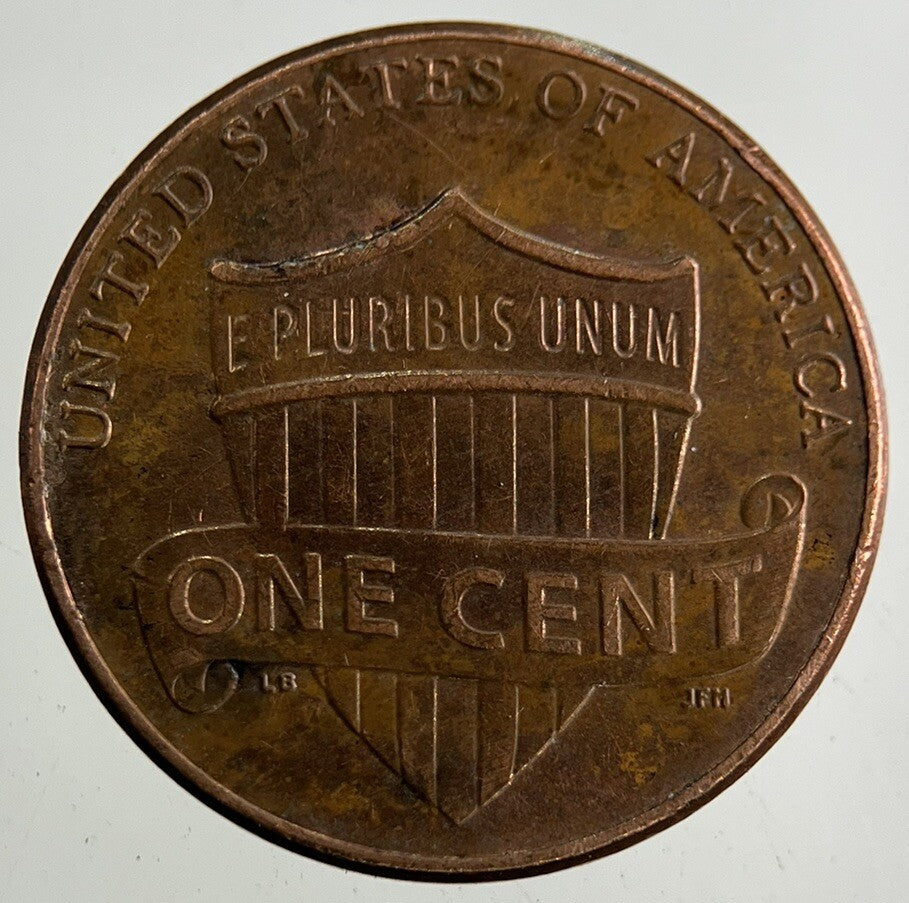 UNITED STATES OF AMERICA
E PLURIBUS UNUM
ONE CENT
LB
JFM